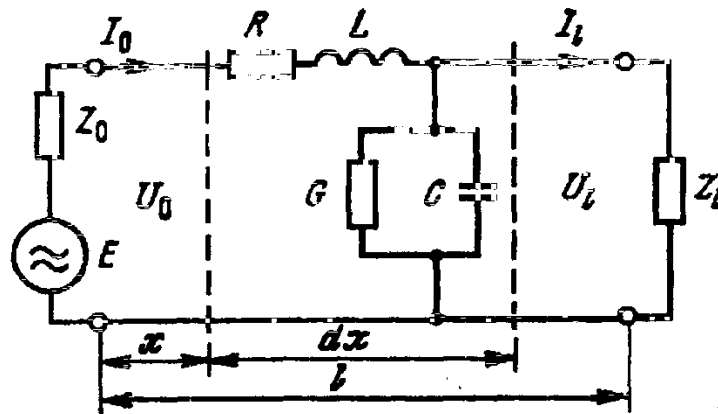 I₀ R L Iₗ
Z₀ U₀ G C Uₗ Zₗ
E
x dx
l